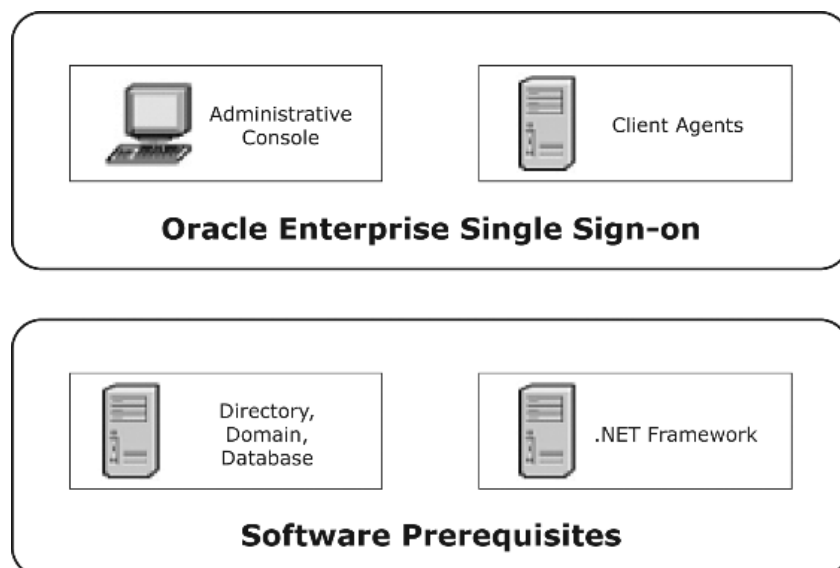 Administrative
Console
Client Agents
Oracle Enterprise Single Sign-on
Directory,
Domain,
Database
.NET Framework
Software Prerequisites